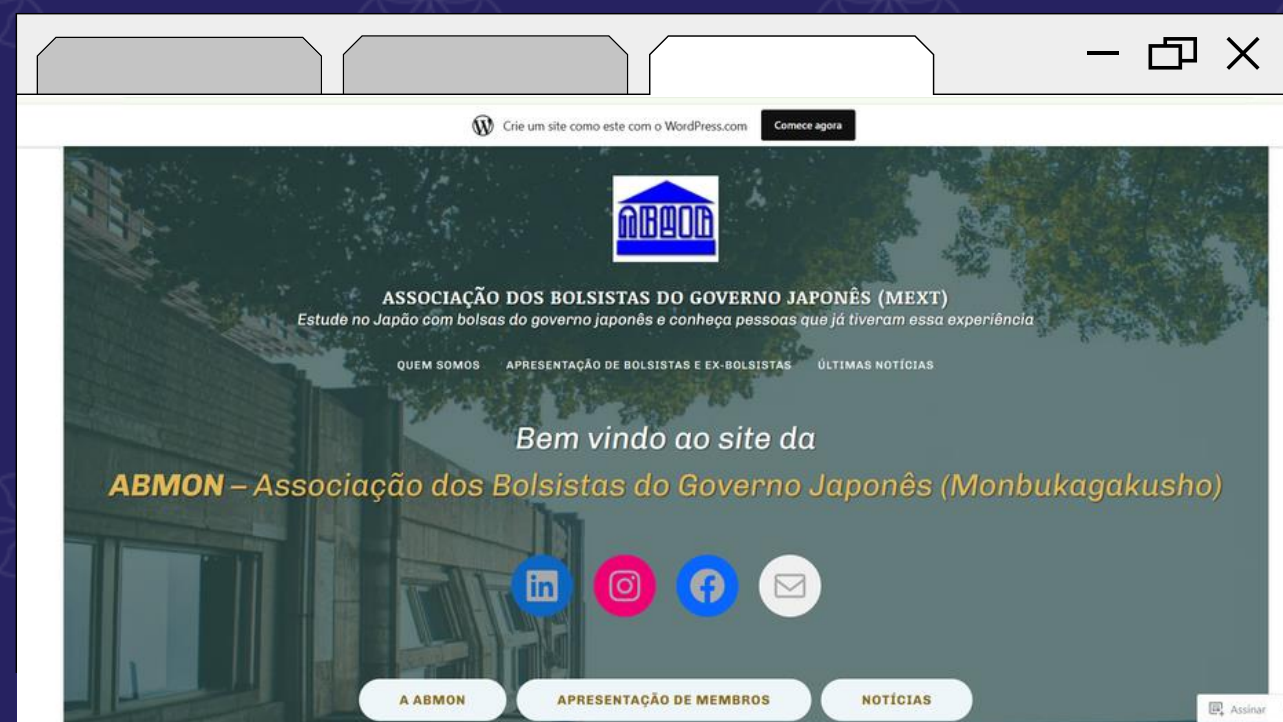 Crie um site como este com o WordPress.com
Comece agora
ABMON
ASSOCIAÇÃO DOS BOLSISTAS DO GOVERNO JAPONÊS (MEXT)
Estude no Japão com bolsas do governo japonês e conheça pessoas que já tiveram essa experiência
QUEM SOMOS APRESENTAÇÃO DE BOLSISTAS E EX-BOLSISTAS ÚLTIMAS NOTÍCIAS
Bem vindo ao site da
ABMON – Associação dos Bolsistas do Governo Japonês (Monbukagakusho)
in
A ABMON APRESENTAÇÃO DE MEMBROS NOTÍCIAS
Assinar